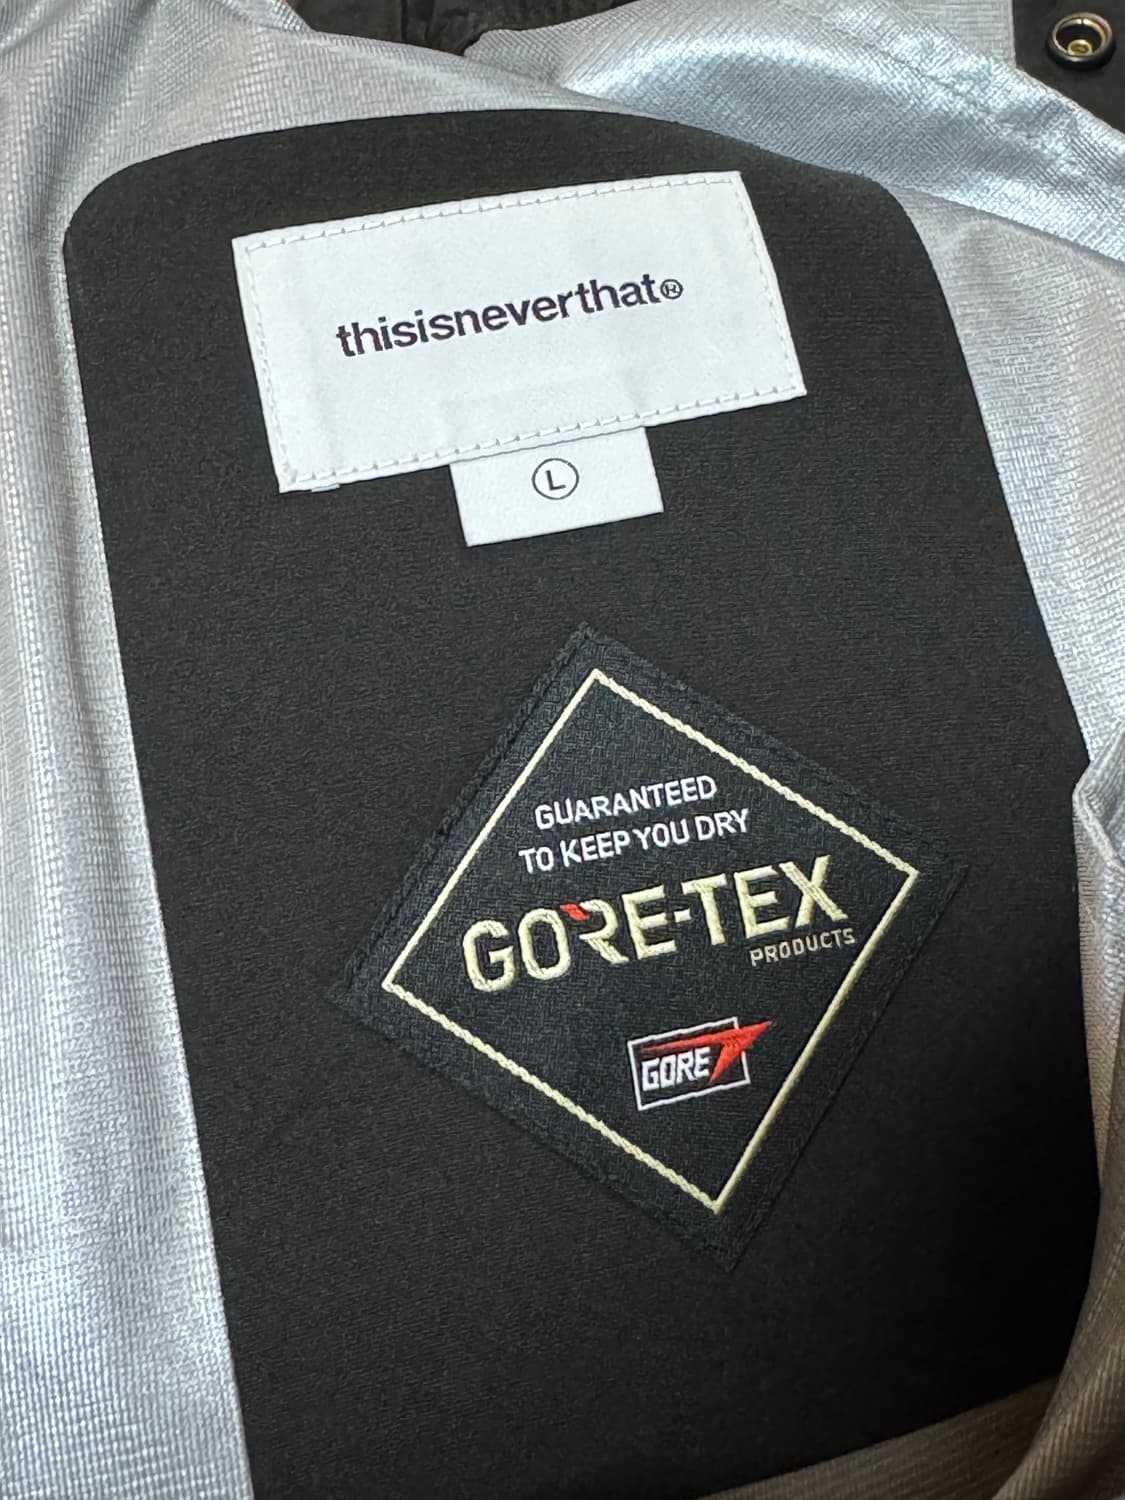 thisisneverthat®
L
GUARANTEED
TO KEEP YOU DRY
GORE-TEX
PRODUCTS
GORE